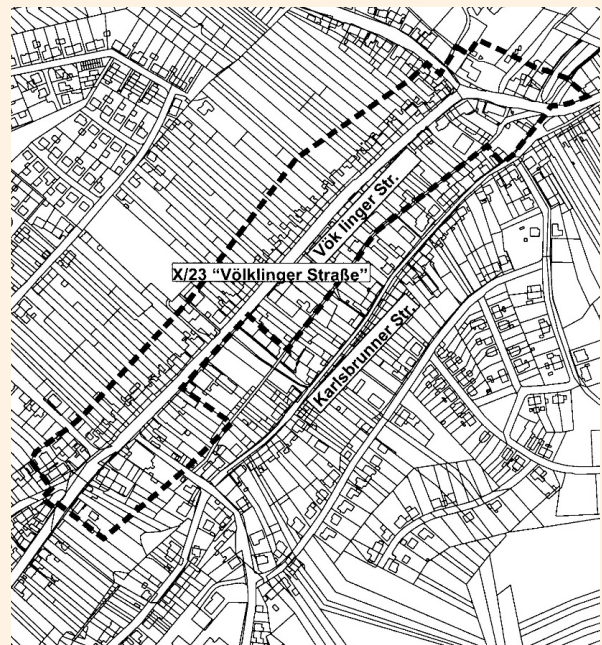 Vök linger Str.
X/23 “Völklinger Straße”
Karlsbrunner Str.